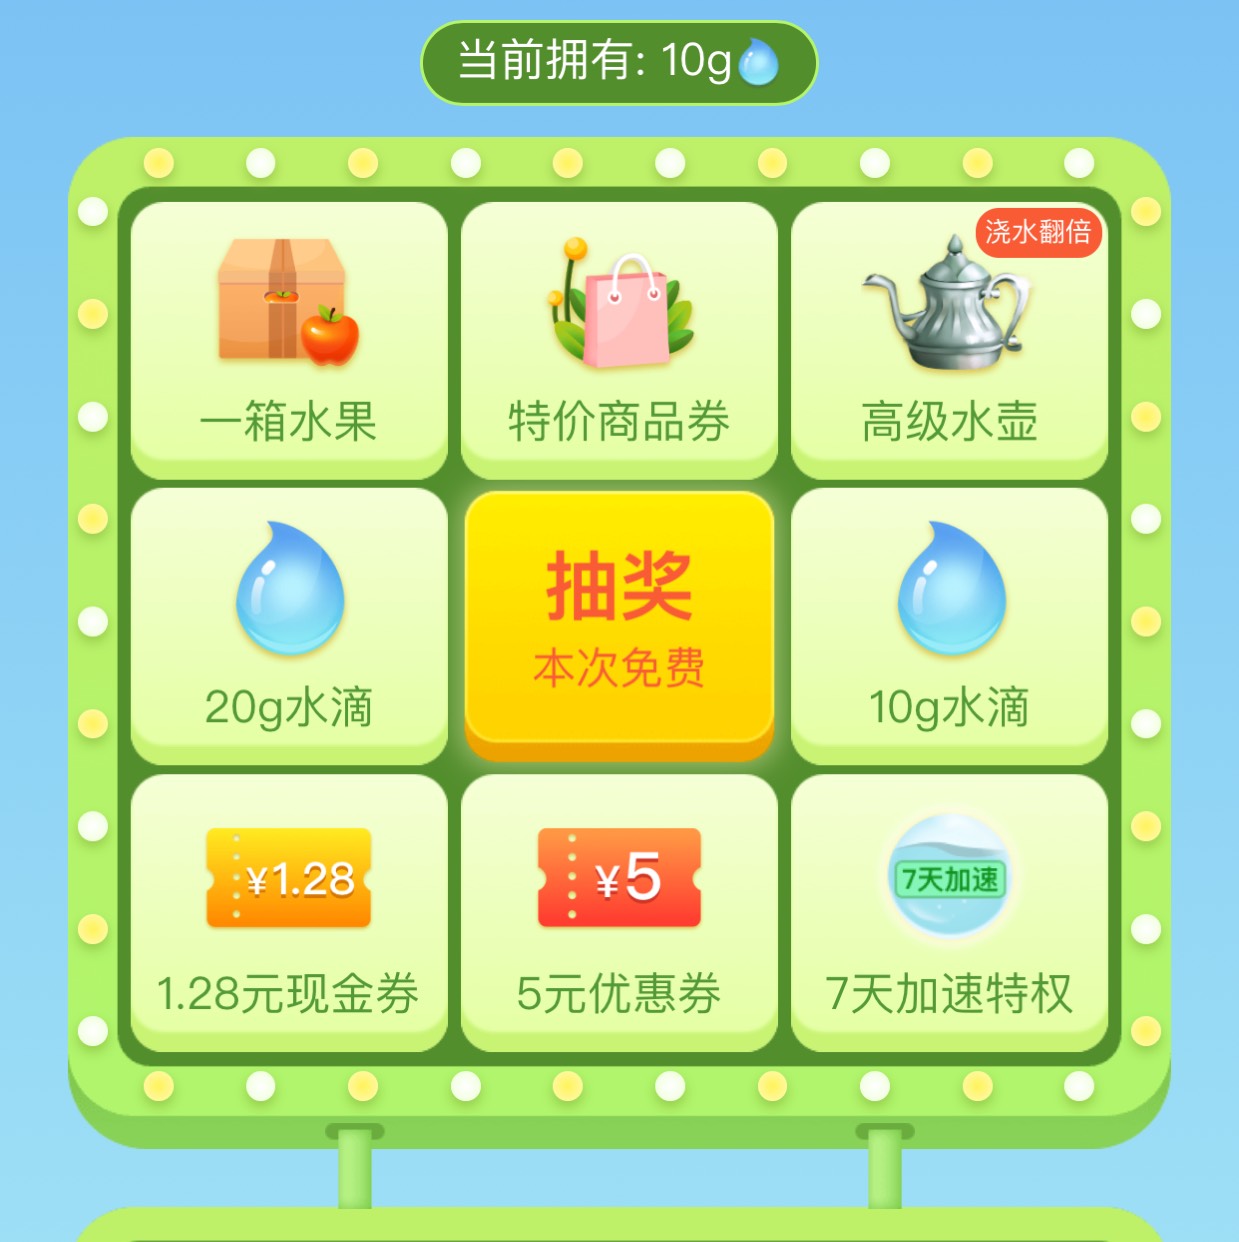 当前拥有: 10g
浇水翻倍
一箱水果
特价商品券
高级水壶
抽奖
本次免费
20g水滴
10g水滴
¥1.28
¥5
7天加速
1.28元现金券
5元优惠券
7天加速特权